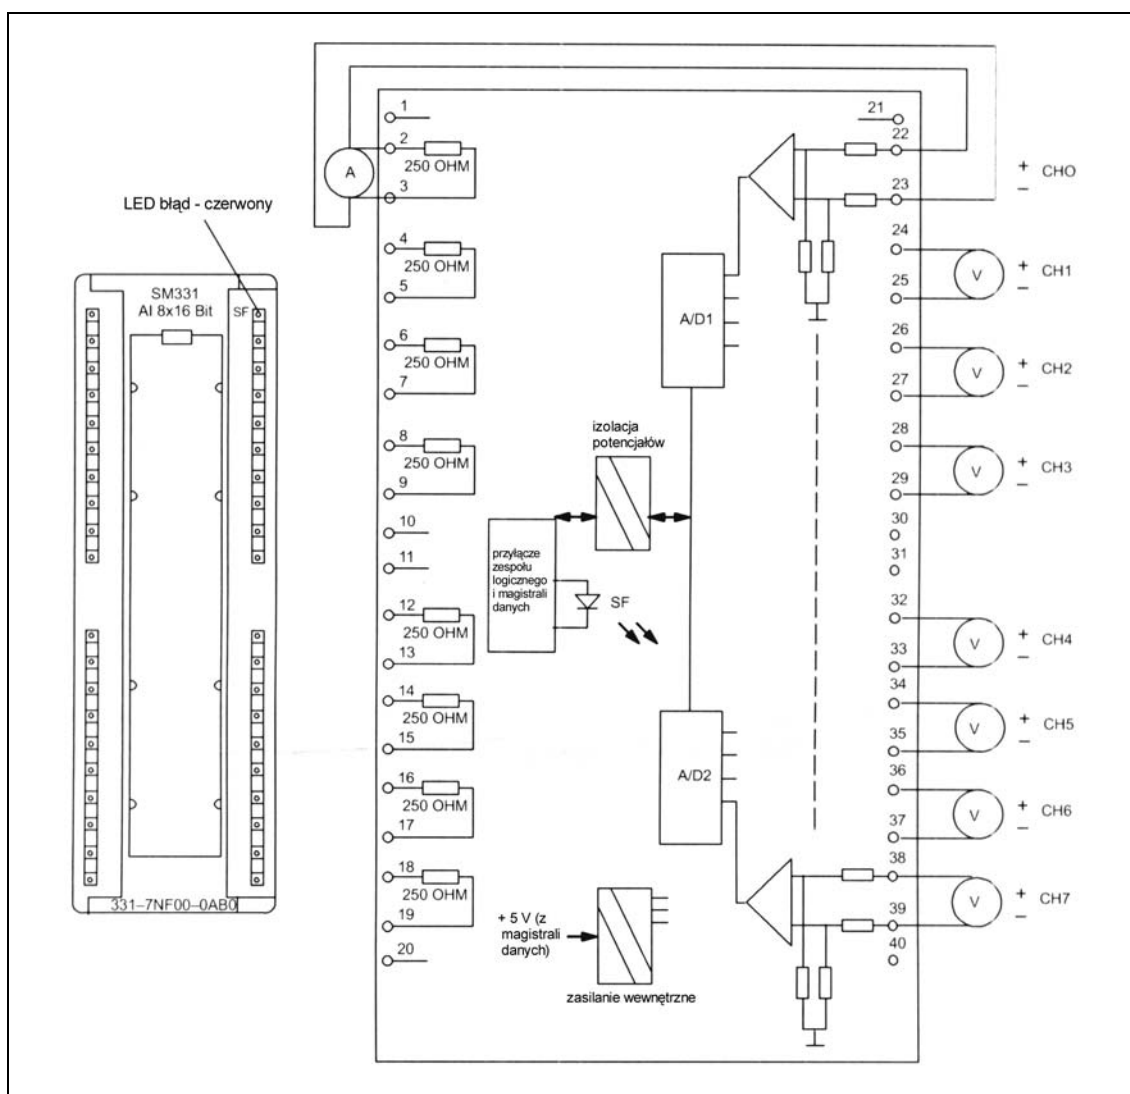 LED błąd - czerwony
SM331
AI 8x16 Bit
SF
331–7NF00–0AB0
1
2
250 OHM
A
3
4
250 OHM
5
6
250 OHM
7
8
250 OHM
9
10
11
12
250 OHM
13
14
250 OHM
15
16
250 OHM
17
18
250 OHM
19
20
A/D1
izolacja
potencjałów
przyłącze
zespołu
logicznego
i magistrali
danych
SF
A/D2
+ 5 V (z
magistrali
danych)
zasilanie wewnętrzne
21
22
+
CHO
23
–
24
V
+
CH1
25
–
26
V
+
CH2
27
–
28
V
+
CH3
29
–
30
31
32
V
+
CH4
33
–
34
V
+
CH5
35
–
36
V
+
CH6
37
–
38
V
+
CH7
39
–
40